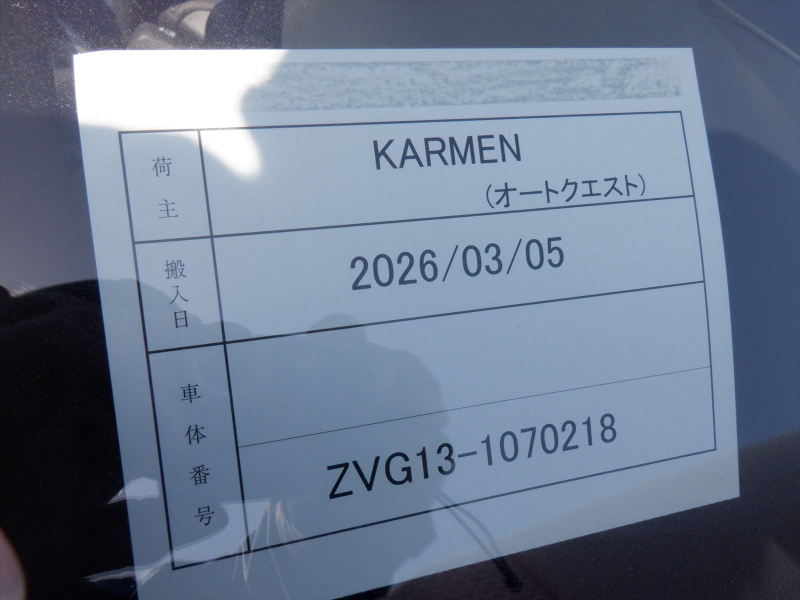 荷主 KARMEN
(オートクエスト)
搬入日 2026/03/05
車体番号 ZVG13-1070218